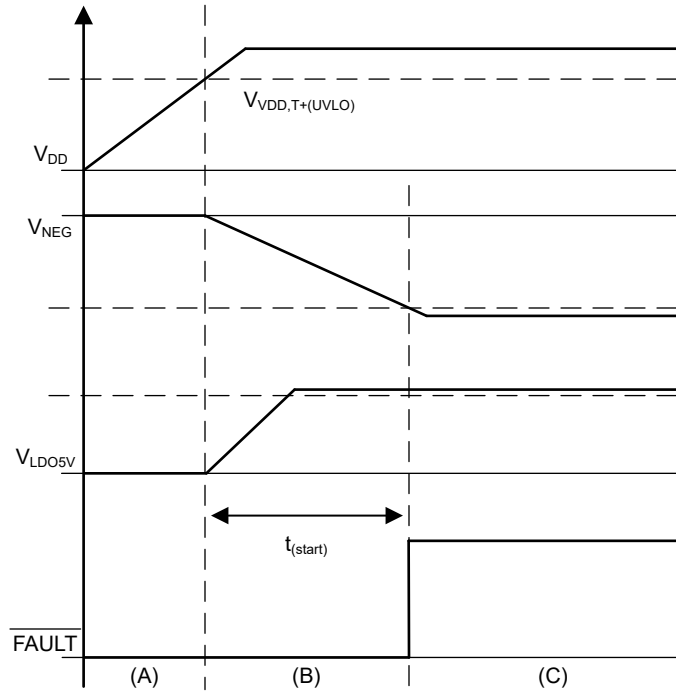 V_VDD,T+(UVLO)
V_DD
V_NEG
V_LDO5V
t_(start)
FAULT
(A) (B) (C)